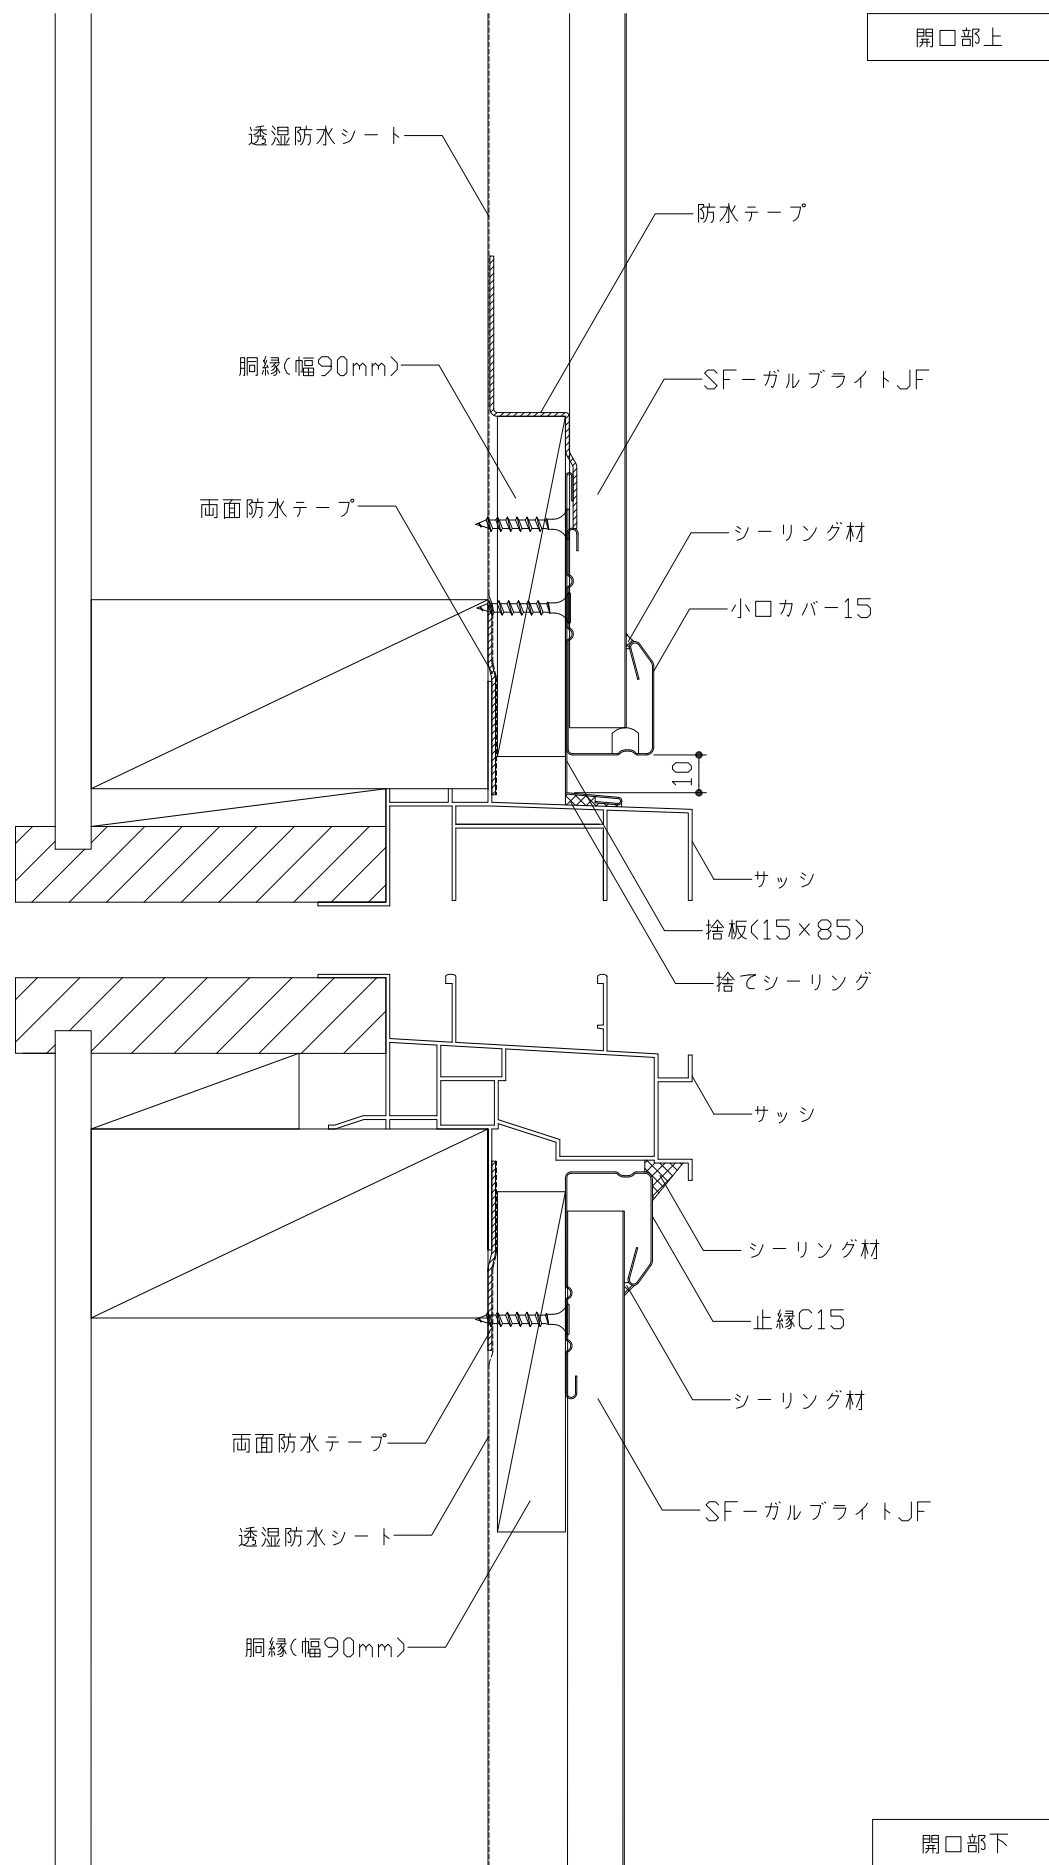 開口部上
透湿防水シート
防水テープ
胴縁(幅90mm)
SF-ガルブライトJF
両面防水テープ
シーリング材
小口カバー15
10
サッシ
捨板(15×85)
捨てシーリング
サッシ
シーリング材
止縁C15
シーリング材
両面防水テープ
SF-ガルブライトJF
透湿防水シート
胴縁(幅90mm)
開口部下